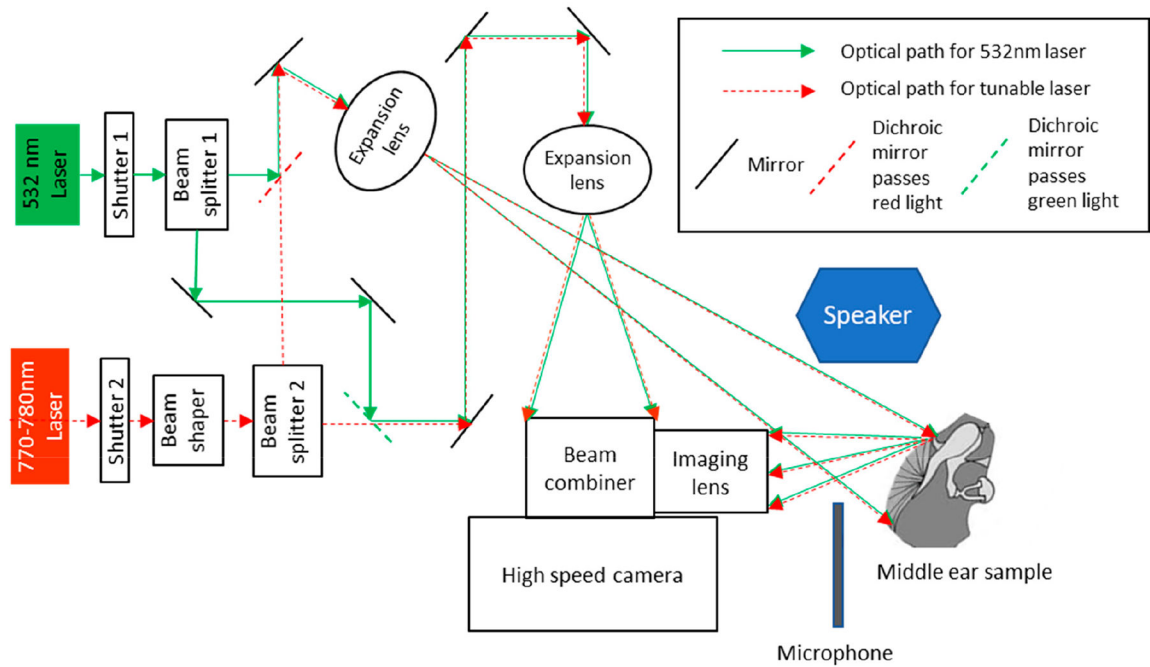 532 nm
Laser
Shutter 1
Beam
splitter 1
Expansion
lens
Expansion
lens
Optical path for 532nm laser
Optical path for tunable laser
Mirror
Dichroic
mirror
passes
red light
Dichroic
mirror
passes
green light
Speaker
770-780nm
Laser
Shutter 2
Beam
shaper
Beam
splitter 2
Beam
combiner
Imaging
lens
High speed camera
Middle ear sample
Microphone